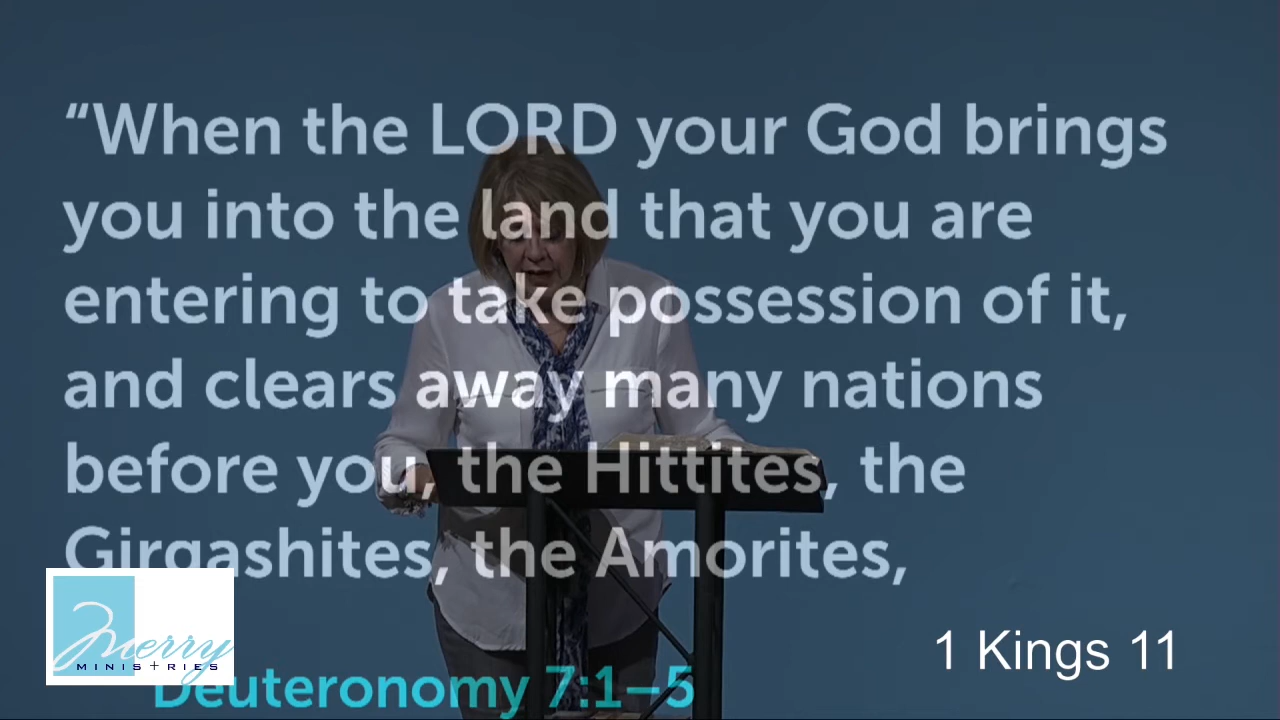 “When the LORD your God brings
you into the land that you are
entering to take possession of it,
and clears away many nations
before you, the Hittites, the
Girgashites, the Amorites,
Merry
MINISTRIES
1 Kings 11
Deuteronomy 7:1–5